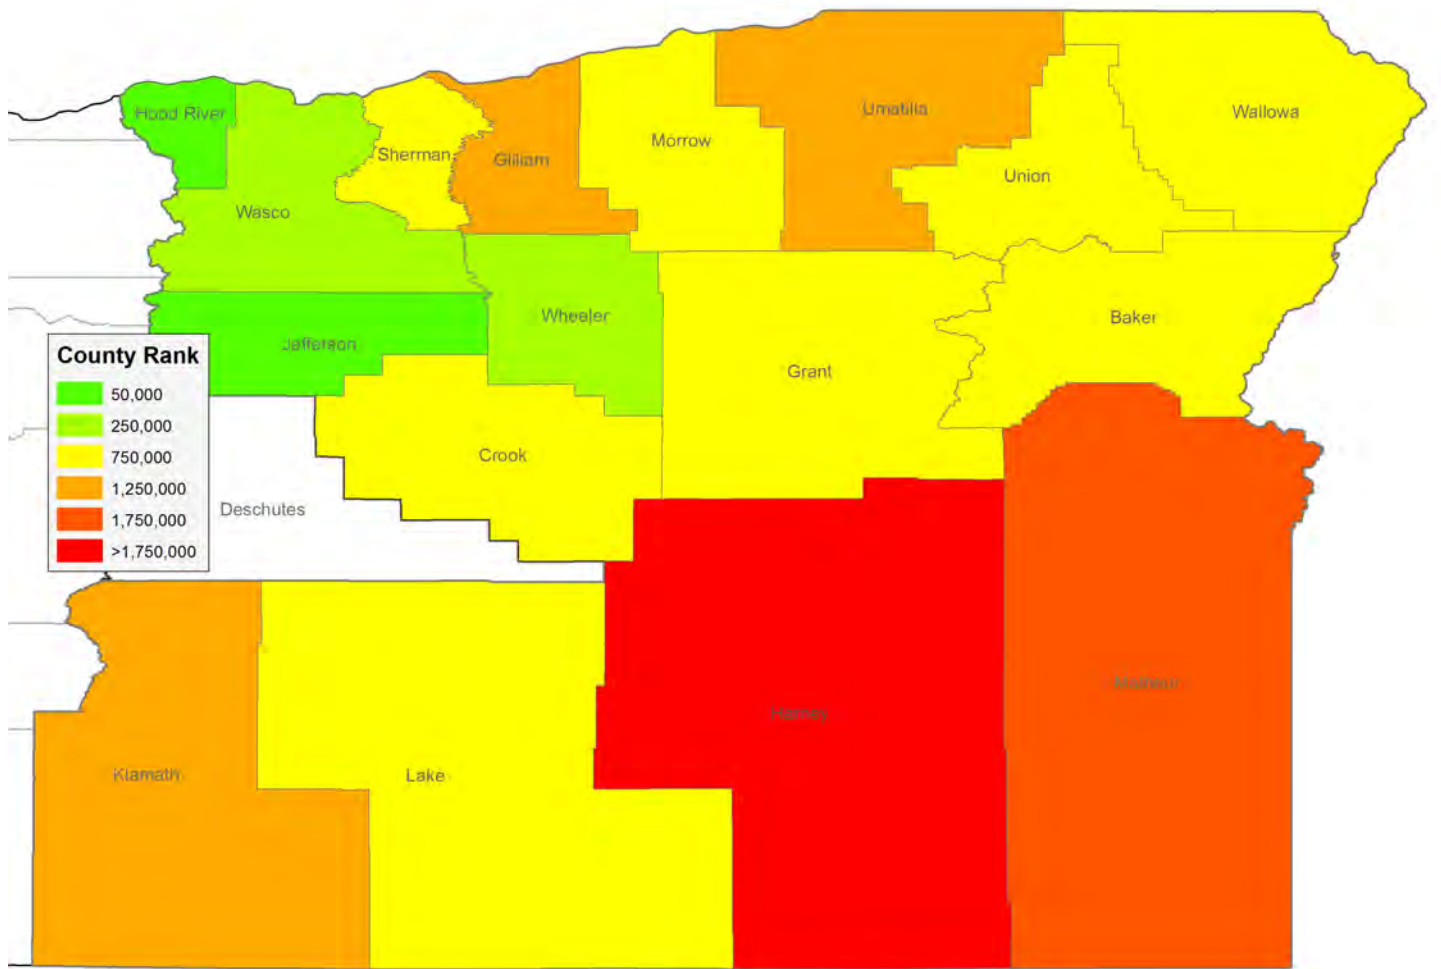 Hood River
Wallowa
Umatilla
Morrow
Sherman
Gilliam
Union
Wasco
Wheeler
Baker
Jefferson
Grant
County Rank
50,000
250,000
750,000
1,250,000
1,750,000
>1,750,000
Crook
Deschutes
Malheur
Harney
Klamath
Lake